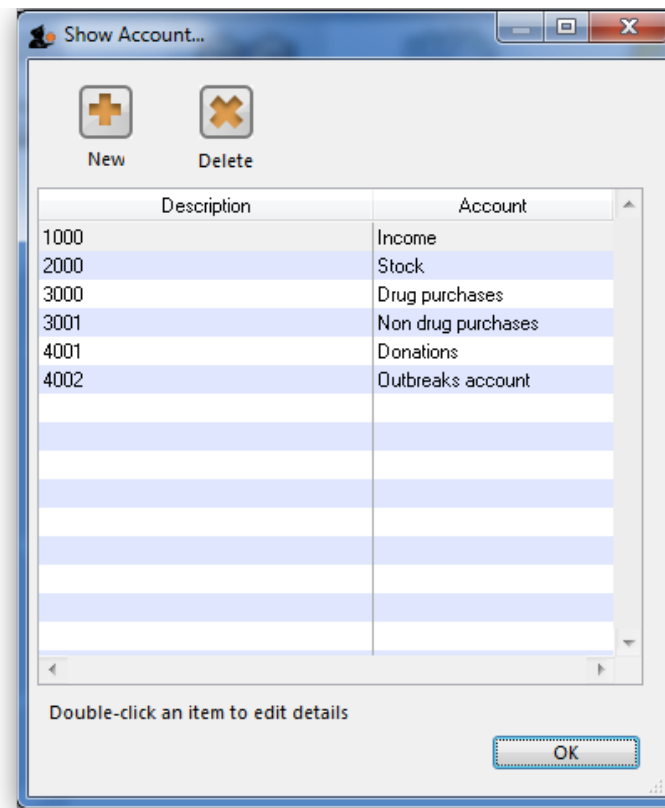 Show Account...
New Delete
Description Account
1000 Income
2000 Stock
3000 Drug purchases
3001 Non drug purchases
4001 Donations
4002 Outbreaks account
Double-click an item to edit details
OK